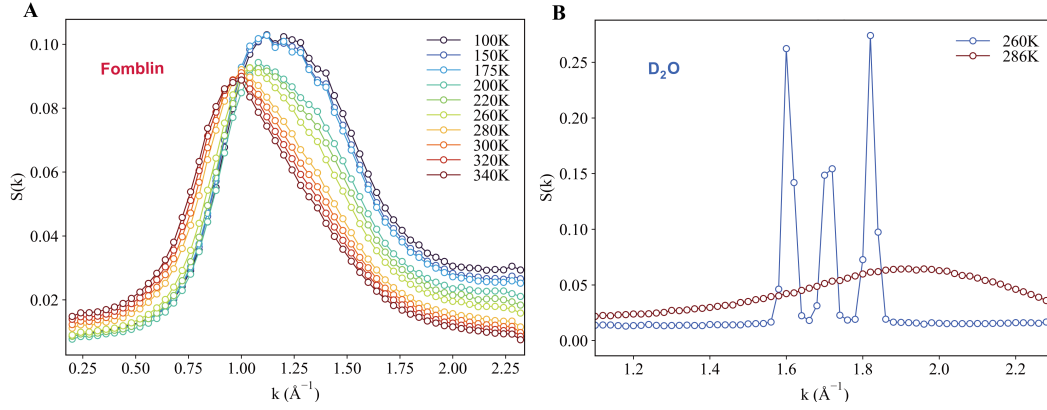 A
Fomblin
S(k)
0.10
0.08
0.06
0.04
0.02
0.25
0.50
0.75
1.00
1.25
1.50
1.75
2.00
2.25
k (Å⁻¹)
100K
150K
175K
200K
220K
260K
280K
300K
320K
340K
B
D₂O
S(k)
0.25
0.20
0.15
0.10
0.05
0.00
1.2
1.4
1.6
1.8
2.0
2.2
k (Å⁻¹)
260K
286K